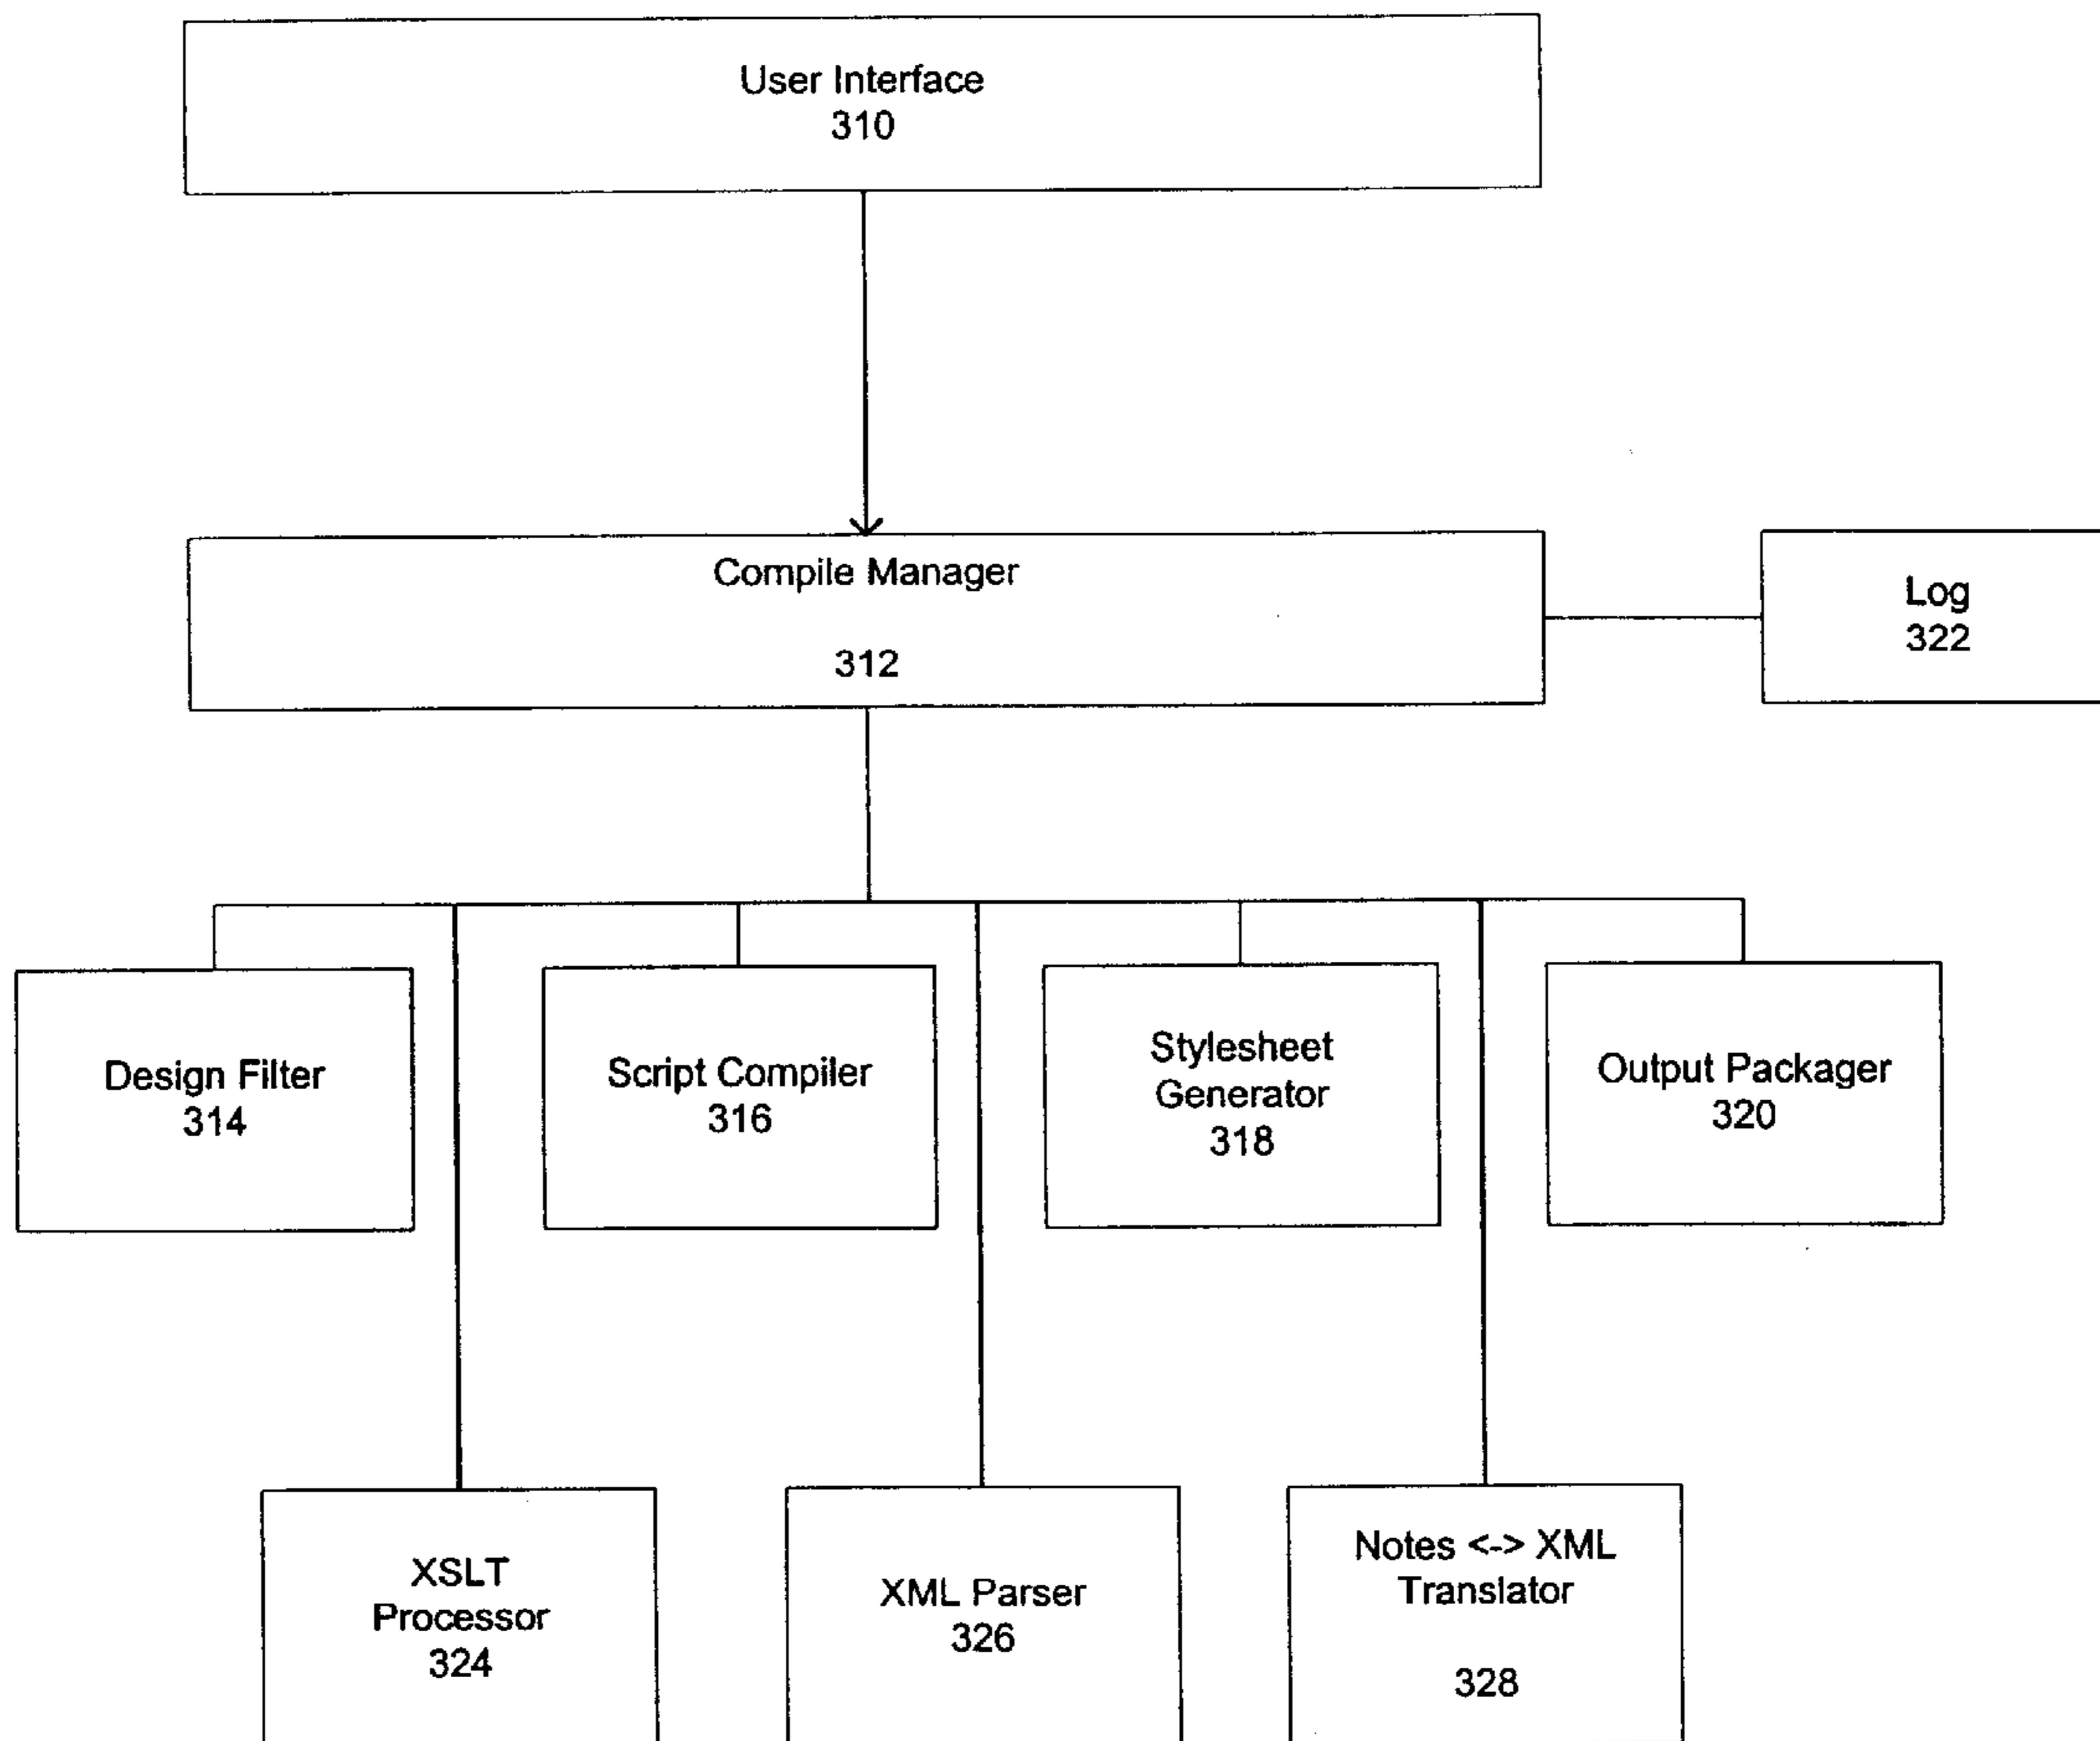 User Interface
310
Compile Manager
312
Log
322
Design Filter
314
Script Compiler
316
Stylesheet
Generator
318
Output Packager
320
XSLT
Processor
324
XML Parser
326
Notes <-> XML
Translator
328